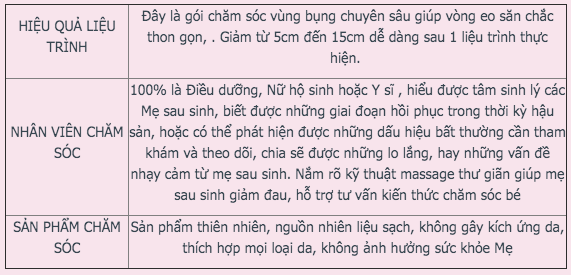 HIỆU QUẢ LIỆU
TRÌNH
Đây là gói chăm sóc vùng bụng chuyên sâu giúp vòng eo săn chắc
thon gọn, . Giảm từ 5cm đến 15cm dễ dàng sau 1 liệu trình thực
hiện.
NHÂN VIÊN CHĂM
SÓC
100% là Điều dưỡng, Nữ hộ sinh hoặc Y sĩ , hiểu được tâm sinh lý các
Mẹ sau sinh, biết được những giai đoạn hồi phục trong thời kỳ hậu
sản, hoặc có thể phát hiện được những dấu hiệu bất thường cần tham
khám và theo dõi, chia sẽ được những lo lắng, hay những vấn đề
nhạy cảm từ mẹ sau sinh. Nắm rõ kỹ thuật massage thư giãn giúp mẹ
sau sinh giảm đau, hỗ trợ tư vấn kiến thức chăm sóc bé
SẢN PHẨM CHĂM
SÓC
Sản phẩm thiên nhiên, nguồn nhiên liệu sạch, không gây kích ứng da,
thích hợp mọi loại da, không ảnh hưởng sức khỏe Mẹ